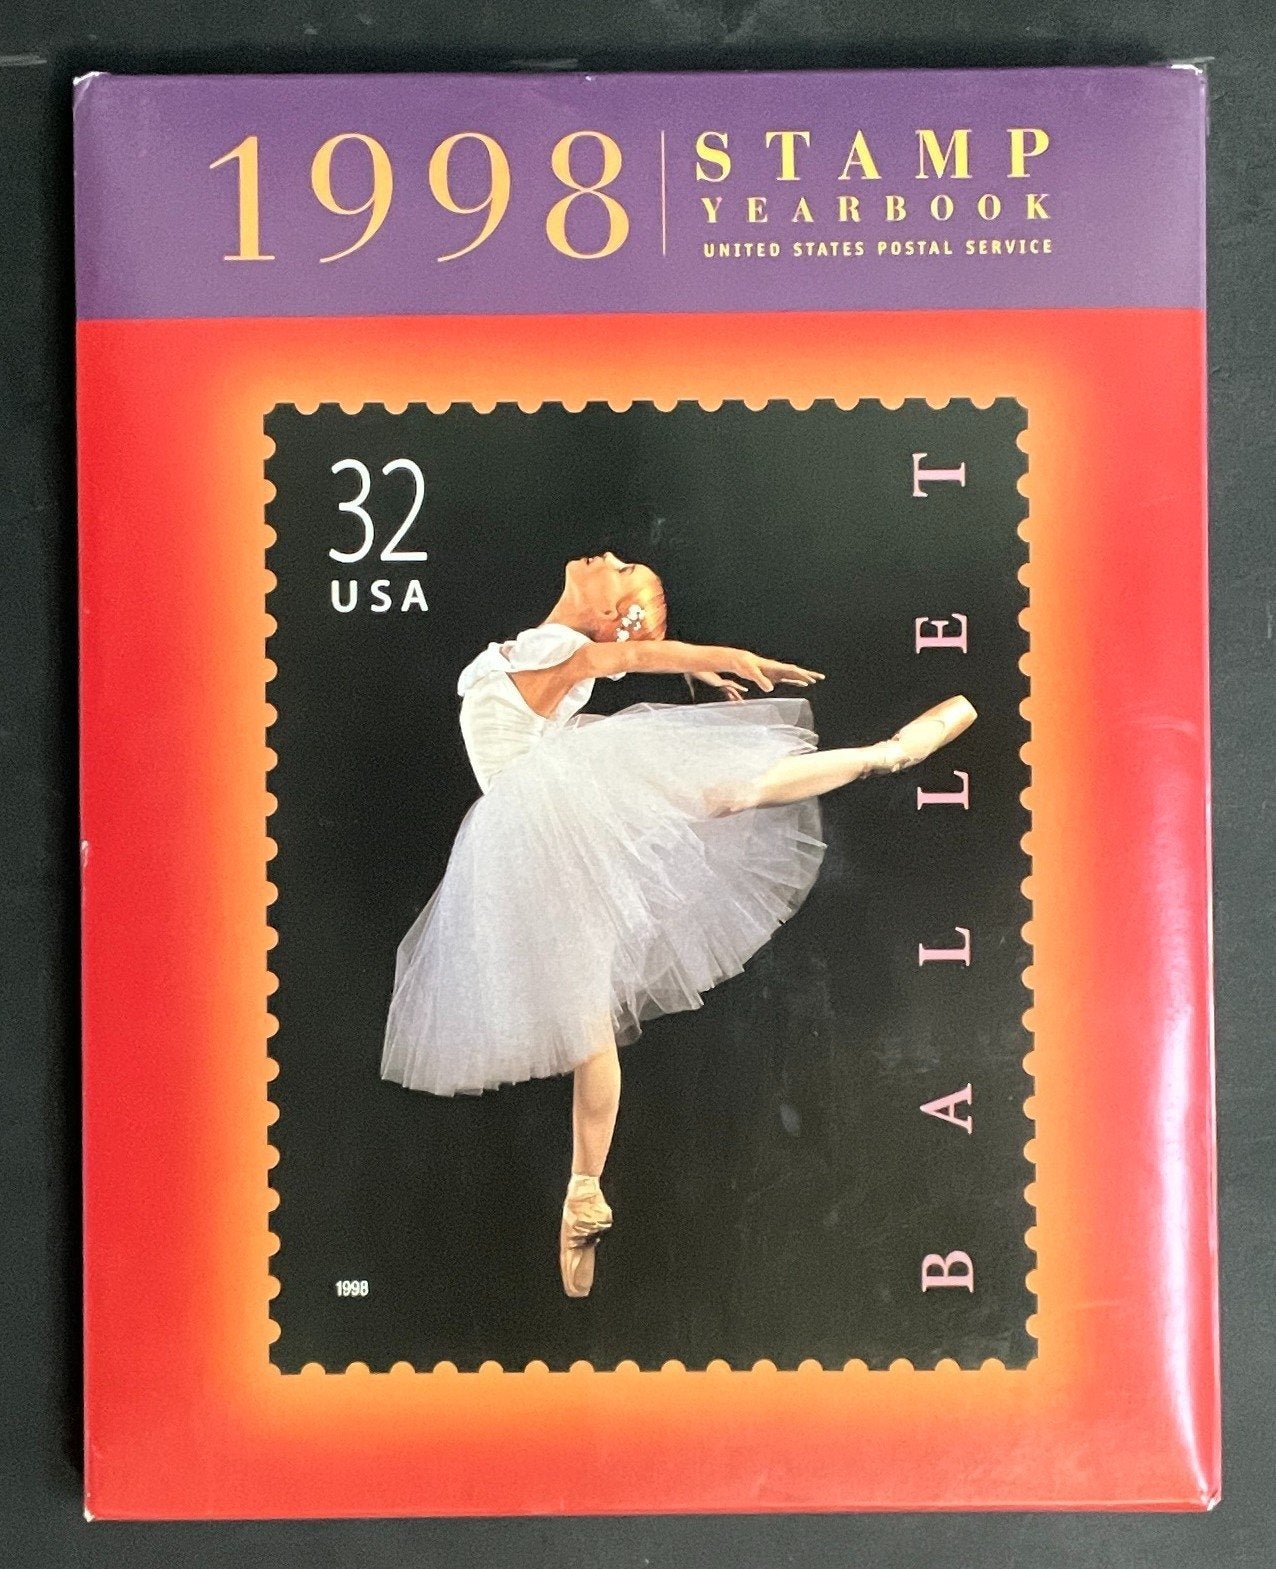 1998
STAMP
YEARBOOK
UNITED STATES POSTAL SERVICE
32
USA
BALLET
1998